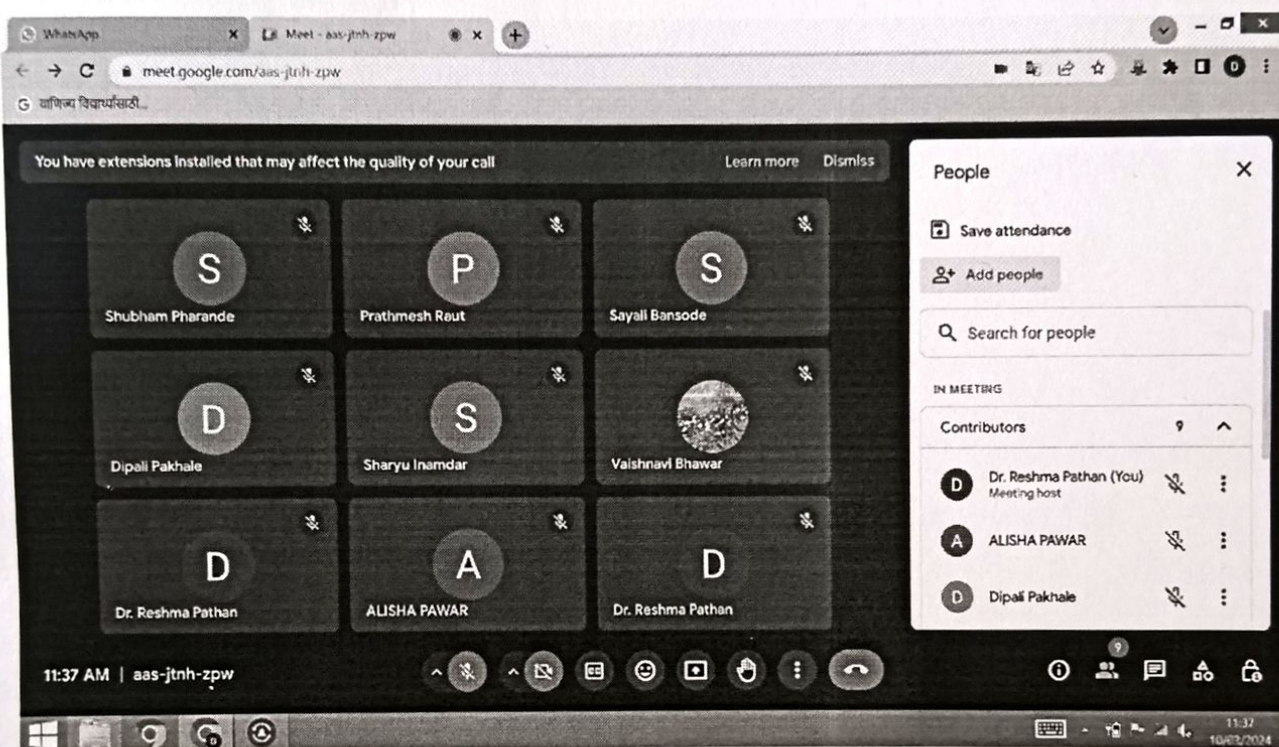 WhatsApp
Meet - aas-jtnh-zpw
meet.google.com/aas-jtnh-zpw
D
G वाणिज्य विद्यार्थ्यांसाठी...
You have extensions installed that may affect the quality of your call Learn more Dismiss
S
Shubham Pharande
P
Prathmesh Raut
S
Sayali Bansode
D
Dipali Pakhale
S
Sharyu Inamdar
Vaishnavi Bhawar
D
Dr. Reshma Pathan
A
ALISHA PAWAR
D
Dr. Reshma Pathan
People
Save attendance
Add people
Search for people
IN MEETING
Contributors 9
D
Dr. Reshma Pathan (You)
Meeting host
A
ALISHA PAWAR
D
Dipali Pakhale
11:37 AM | aas-jtnh-zpw
CC
9
11:37
10/03/2024